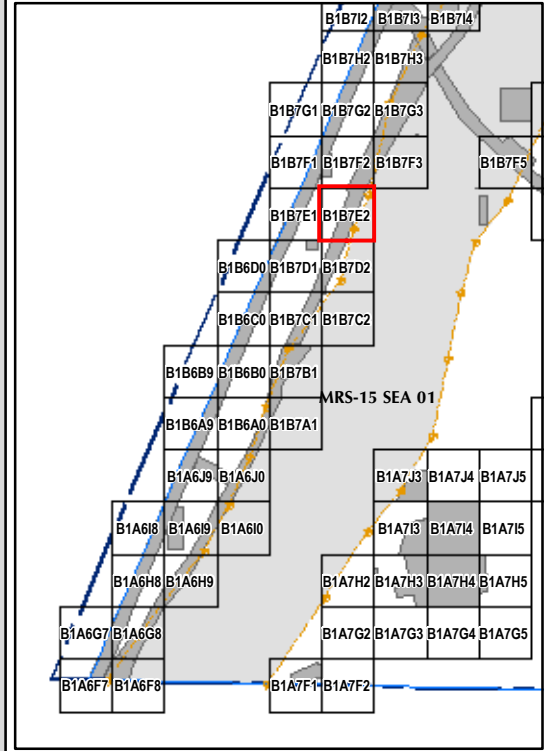 B1B7I2 B1B7I3 B1B7I4
B1B7H2 B1B7H3
B1B7G1 B1B7G2 B1B7G3
B1B7F1 B1B7F2 B1B7F3 B1B7F5
B1B7E1 B1B7E2
B1B6D0 B1B7D1 B1B7D2
B1B6C0 B1B7C1 B1B7C2
B1B6B9 B1B6B0 B1B7B1
MRS-15 SEA 01
B1B6A9 B1B6A0 B1B7A1
B1A6J9 B1A6J0 B1A7J3 B1A7J4 B1A7J5
B1A6I8 B1A6I9 B1A6I0 B1A7I3 B1A7I4 B1A7I5
B1A6H8 B1A6H9 B1A7H2 B1A7H3 B1A7H4 B1A7H5
B1A6G7 B1A6G8 B1A7G2 B1A7G3 B1A7G4 B1A7G5
B1A6F7 B1A6F8 B1A7F1 B1A7F2